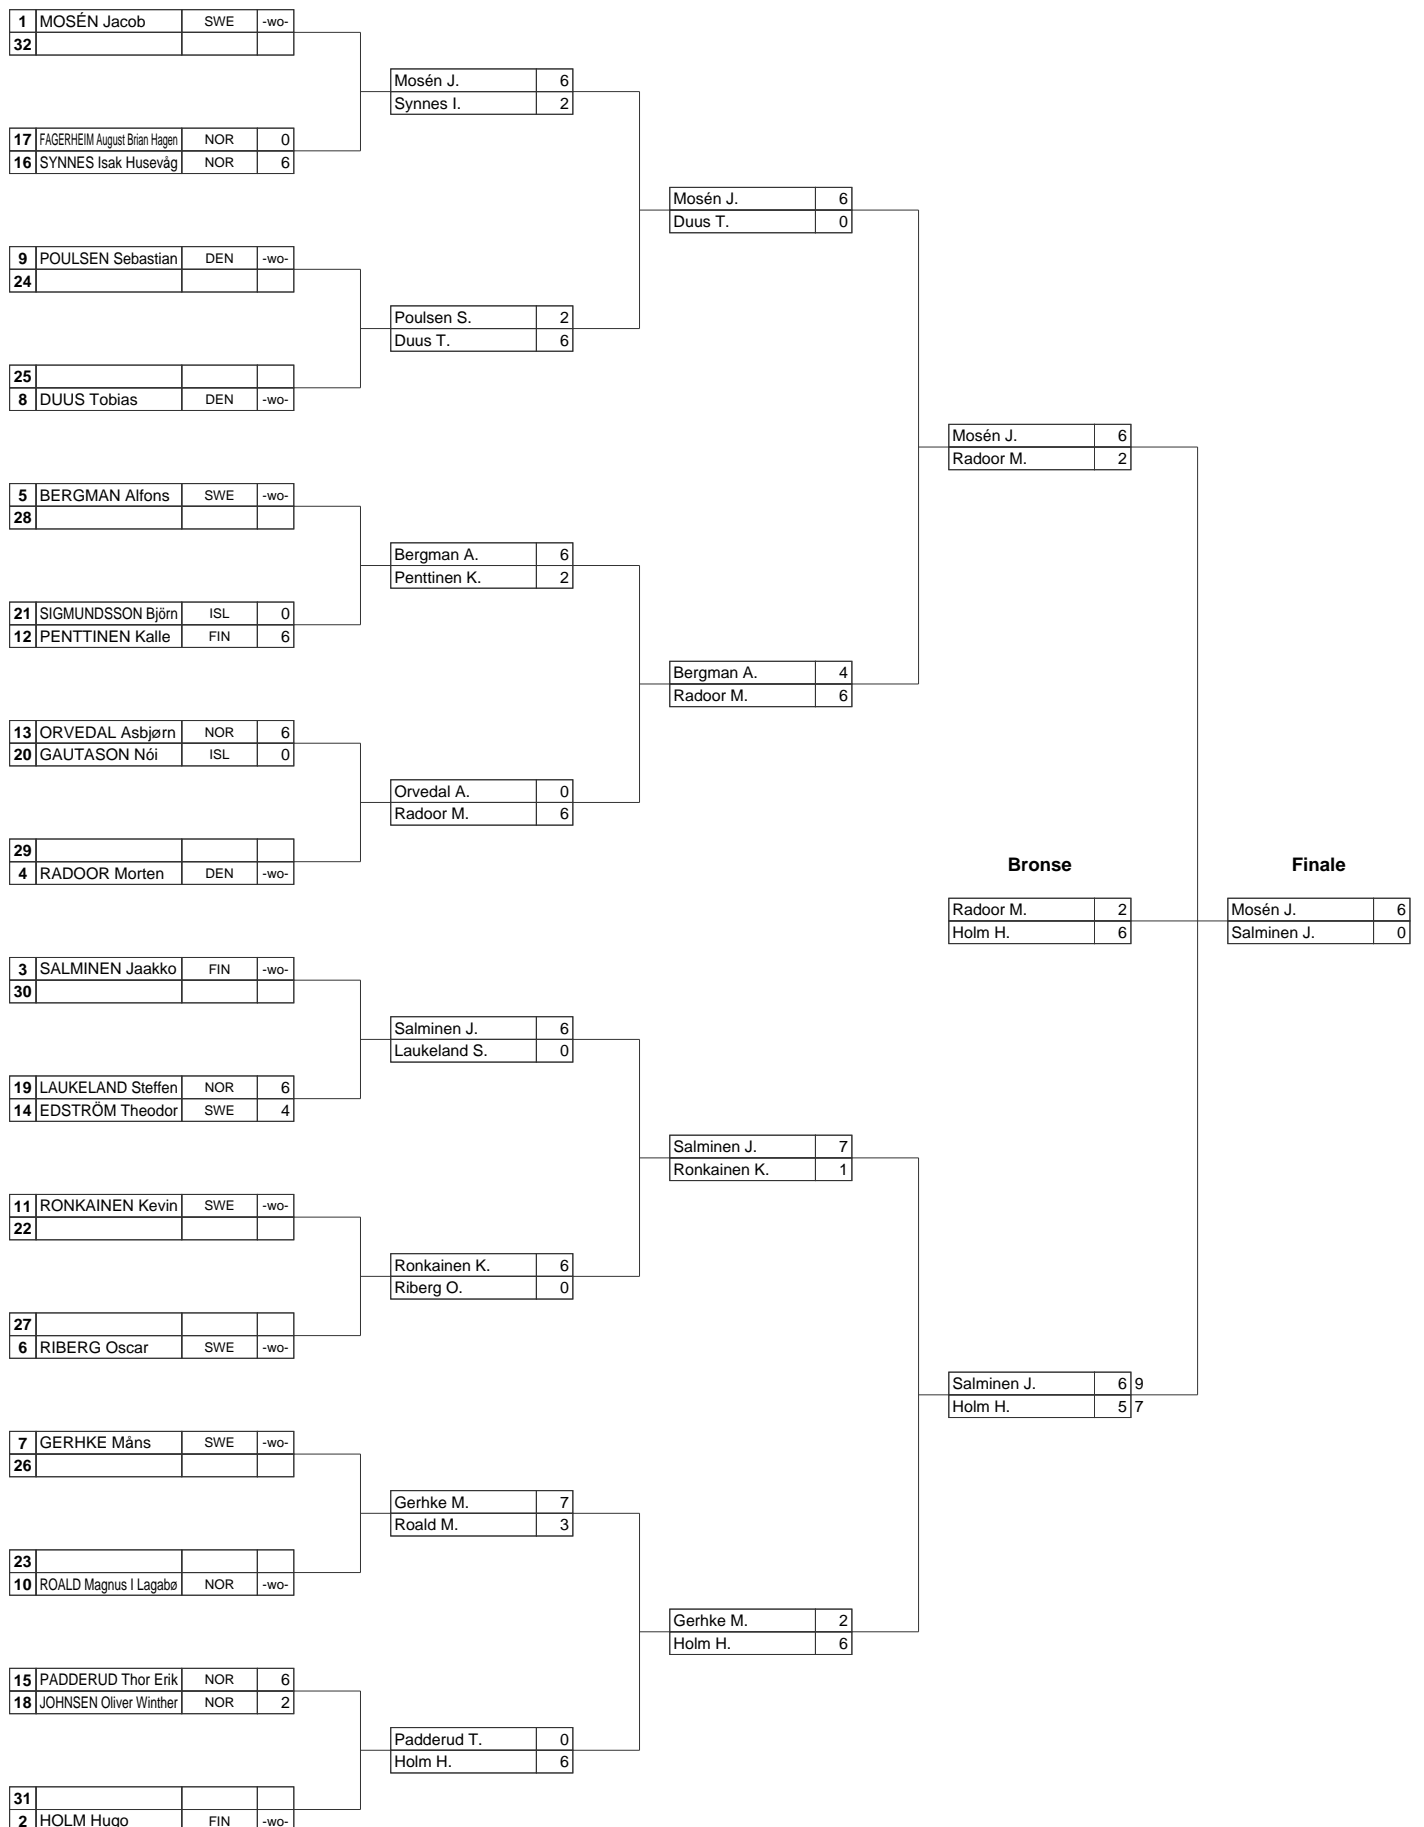 1 MOSÉN Jacob SWE -wo-
32
Mosén J. 6
Synnes I. 2
17 FAGERHEIM August Brian Hagen NOR 0
16 SYNNES Isak Husevåg NOR 6
Mosén J. 6
Duus T. 0
9 POULSEN Sebastian DEN -wo-
24
Poulsen S. 2
Duus T. 6
25
8 DUUS Tobias DEN -wo-
Mosén J. 6
Radoor M. 2
5 BERGMAN Alfons SWE -wo-
28
Bergman A. 6
Penttinen K. 2
21 SIGMUNDSSON Björn ISL 0
12 PENTTINEN Kalle FIN 6
Bergman A. 4
Radoor M. 6
13 ORVEDAL Asbjørn NOR 6
20 GAUTASON Nói ISL 0
Orvedal A. 0
Radoor M. 6
29
4 RADOOR Morten DEN -wo-
Bronse Finale
Radoor M. 2 Mosén J. 6
Holm H. 6 Salminen J. 0
3 SALMINEN Jaakko FIN -wo-
30
Salminen J. 6
Laukeland S. 0
19 LAUKELAND Steffen NOR 6
14 EDSTRÖM Theodor SWE 4
Salminen J. 7
Ronkainen K. 1
11 RONKAINEN Kevin SWE -wo-
22
Ronkainen K. 6
Riberg O. 0
27
6 RIBERG Oscar SWE -wo-
Salminen J. 6 9
Holm H. 5 7
7 GERHKE Måns SWE -wo-
26
Gerhke M. 7
Roald M. 3
23
10 ROALD Magnus I Lagabø NOR -wo-
Gerhke M. 2
Holm H. 6
15 PADDERUD Thor Erik NOR 6
18 JOHNSEN Oliver Winther NOR 2
Padderud T. 0
Holm H. 6
31
2 HOLM Hugo FIN -wo-